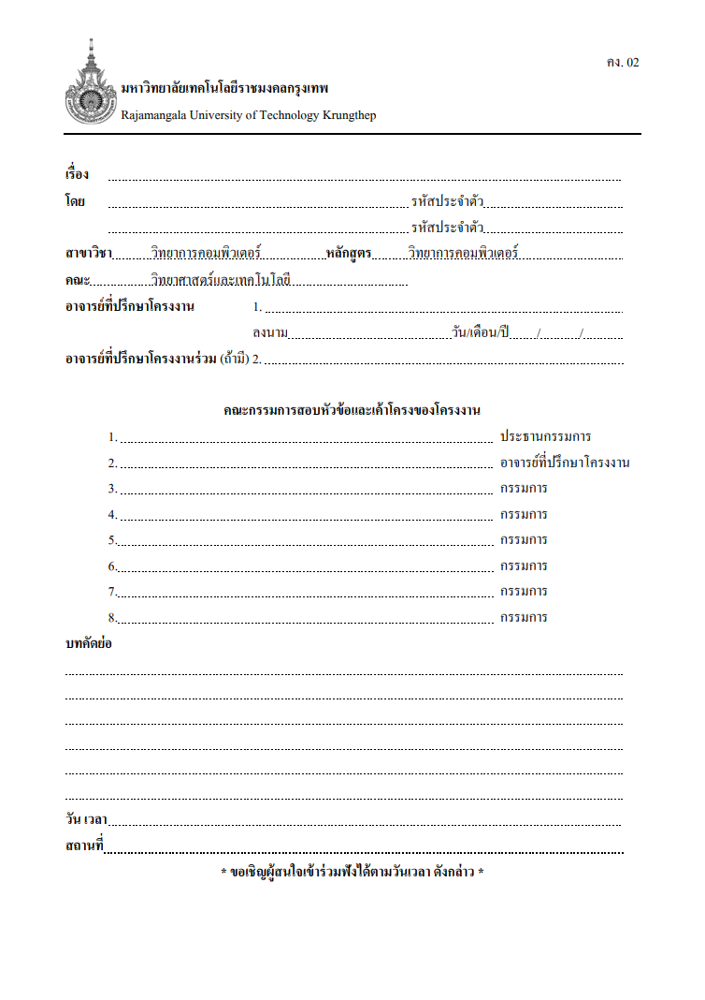 คง. 02
มหาวิทยาลัยเทคโนโลยีราชมงคลกรุงเทพ
Rajamangala University of Technology Krungthep
เรื่อง
โดย รหัสประจำตัว
รหัสประจำตัว
สาขาวิชา วิทยาการคอมพิวเตอร์ หลักสูตร วิทยาการคอมพิวเตอร์
คณะ วิทยาศาสตร์และเทคโนโลยี
อาจารย์ที่ปรึกษาโครงงาน 1.
ลงนาม วัน/เดือน/ปี / /
อาจารย์ที่ปรึกษาโครงงานร่วม (ถ้ามี) 2.
คณะกรรมการสอบหัวข้อและเค้าโครงของโครงงาน
1. ประธานกรรมการ
2. อาจารย์ที่ปรึกษาโครงงาน
3. กรรมการ
4. กรรมการ
5. กรรมการ
6. กรรมการ
7. กรรมการ
8. กรรมการ
บทคัดย่อ
วัน เวลา
สถานที่
* ขอเชิญผู้สนใจเข้าร่วมฟังได้ตามวันเวลา ดังกล่าว *